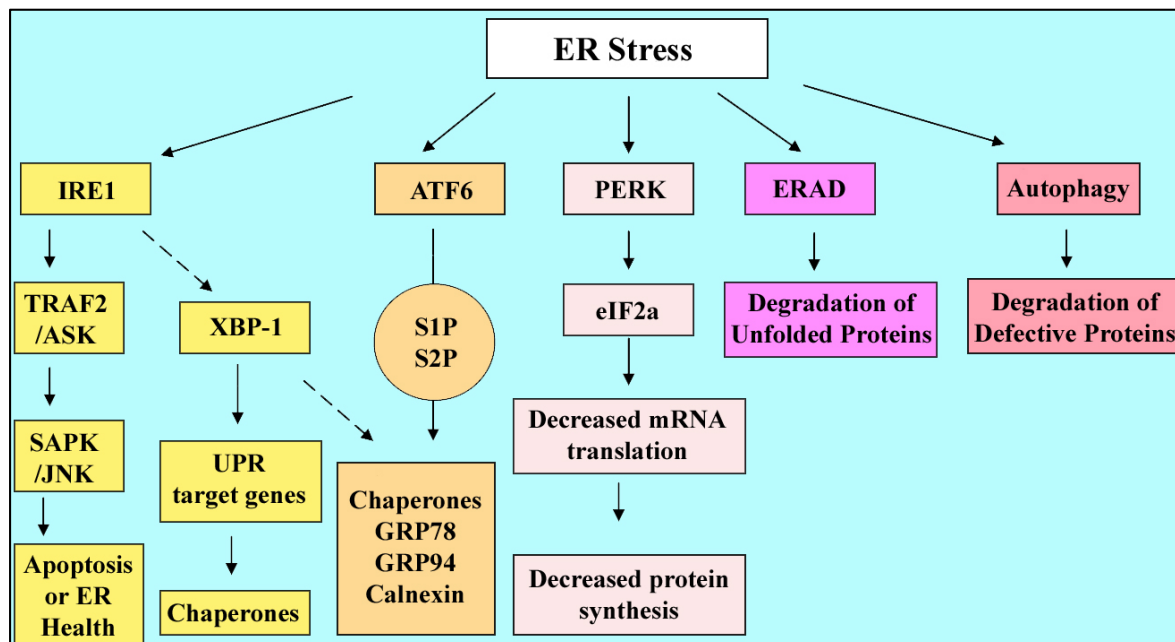 ER Stress
IRE1
ATF6
PERK
ERAD
Autophagy
TRAF2
/ASK
XBP-1
S1P
S2P
eIF2a
Degradation of
Unfolded Proteins
Degradation of
Defective Proteins
SAPK
/JNK
UPR
target genes
Chaperones
GRP78
GRP94
Calnexin
Decreased mRNA
translation
Apoptosis
or ER
Health
Chaperones
Decreased protein
synthesis